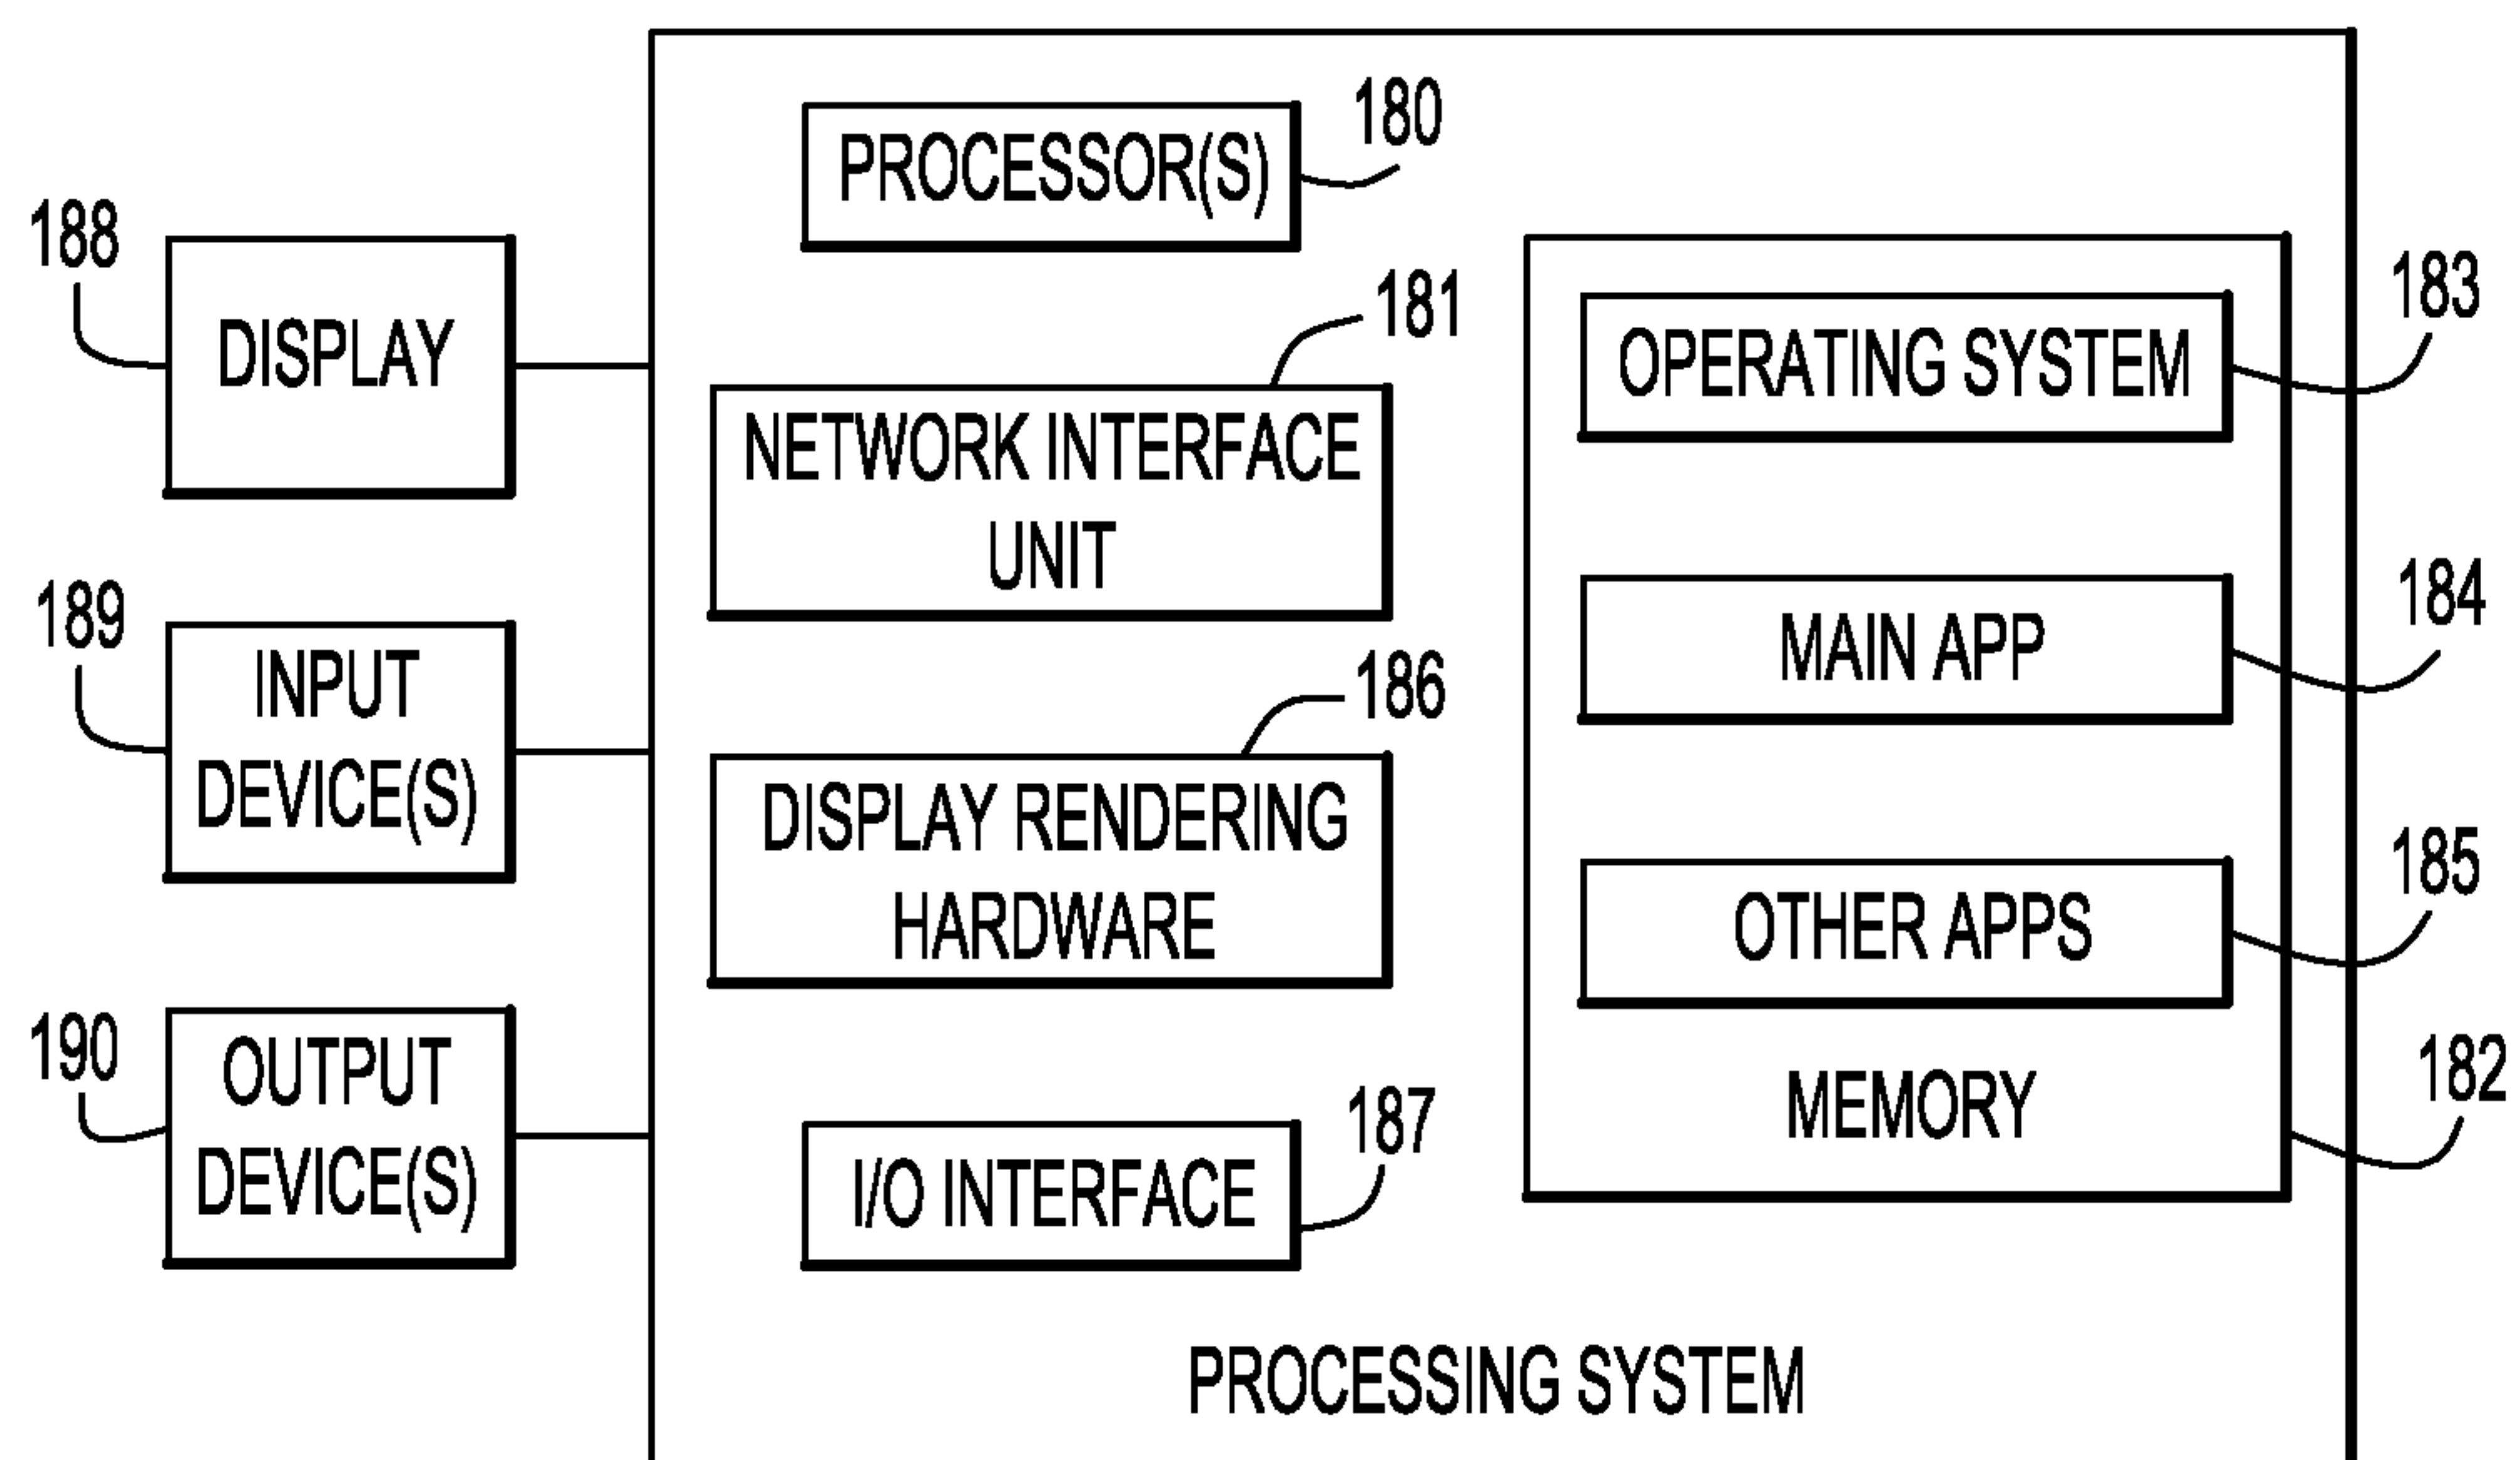 180
PROCESSOR(S)
188
DISPLAY
181
NETWORK INTERFACE
UNIT
183
OPERATING SYSTEM
189
INPUT
DEVICE(S)
186
DISPLAY RENDERING
HARDWARE
184
MAIN APP
185
OTHER APPS
190
OUTPUT
DEVICE(S)
187
I/O INTERFACE
182
MEMORY
PROCESSING SYSTEM